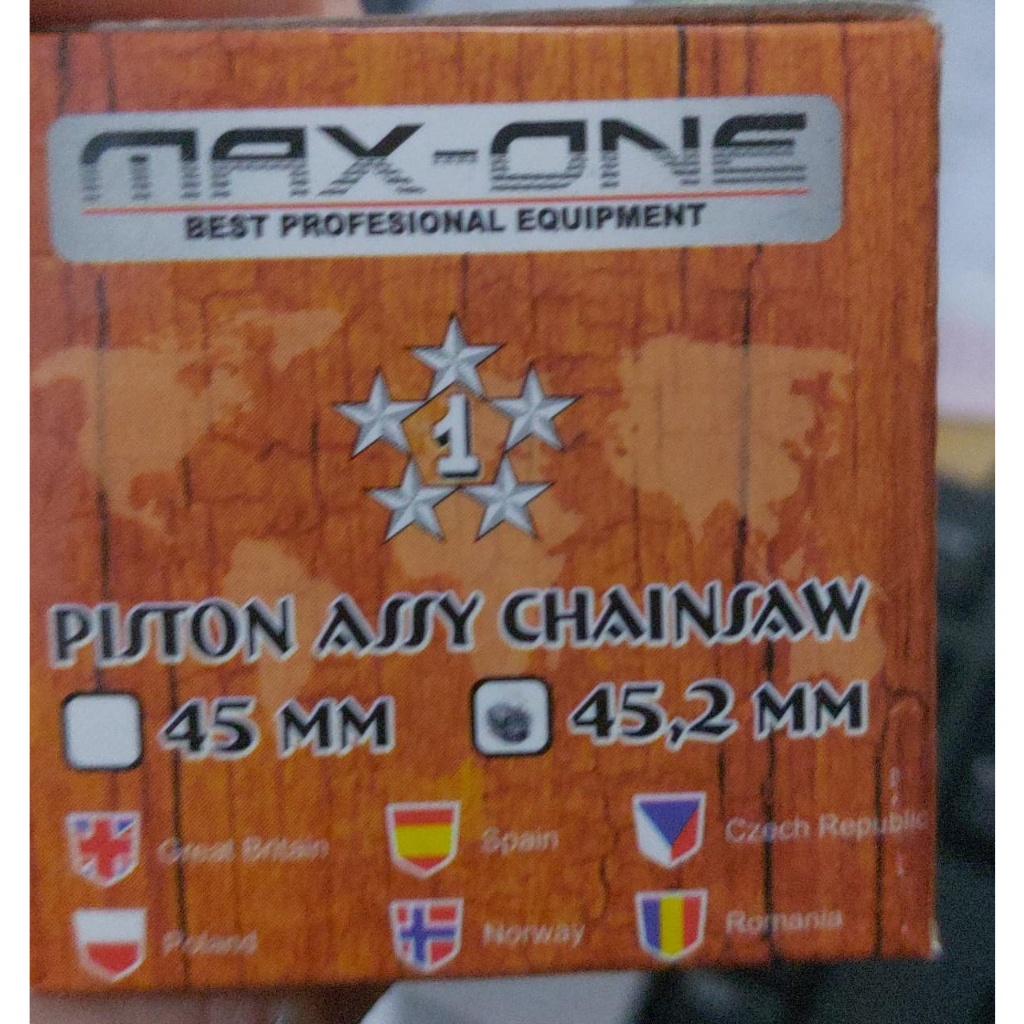 MAX-ONE
BEST PROFESIONAL EQUIPMENT
1
PISTON ASSY CHAINSAW
45 MM 45,2 MM
Great Britain Spain Czech Republic
Poland Norway Romania